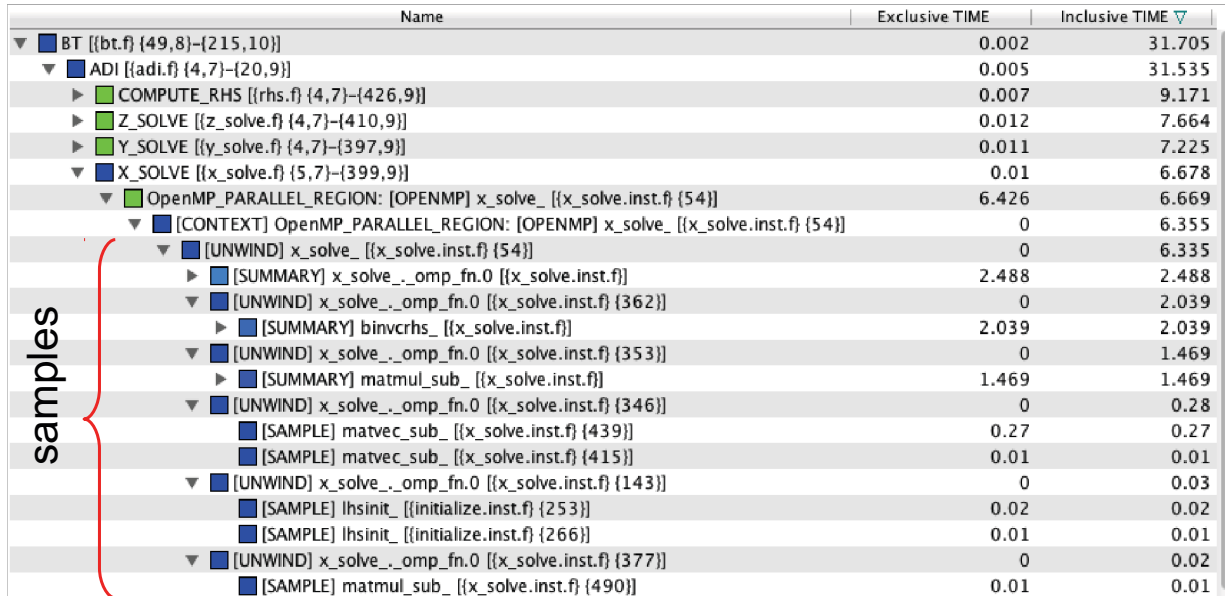 Name Exclusive TIME Inclusive TIME
BT [{bt.f} {49,8}-{215,10}] 0.002 31.705
ADI [{adi.f} {4,7}-{20,9}] 0.005 31.535
COMPUTE_RHS [{rhs.f} {4,7}-{426,9}] 0.007 9.171
Z_SOLVE [{z_solve.f} {4,7}-{410,9}] 0.012 7.664
Y_SOLVE [{y_solve.f} {4,7}-{397,9}] 0.011 7.225
X_SOLVE [{x_solve.f} {5,7}-{399,9}] 0.01 6.678
OpenMP_PARALLEL_REGION: [OPENMP] x_solve_ [{x_solve.inst.f} {54}] 6.426 6.669
[CONTEXT] OpenMP_PARALLEL_REGION: [OPENMP] x_solve_ [{x_solve.inst.f} {54}] 0 6.355
[UNWIND] x_solve_ [{x_solve.inst.f} {54}] 0 6.335
[SUMMARY] x_solve_._omp_fn.0 [{x_solve.inst.f}] 2.488 2.488
[UNWIND] x_solve_._omp_fn.0 [{x_solve.inst.f} {362}] 0 2.039
[SUMMARY] binvcrhs_ [{x_solve.inst.f}] 2.039 2.039
[UNWIND] x_solve_._omp_fn.0 [{x_solve.inst.f} {353}] 0 1.469
[SUMMARY] matmul_sub_ [{x_solve.inst.f}] 1.469 1.469
[UNWIND] x_solve_._omp_fn.0 [{x_solve.inst.f} {346}] 0 0.28
[SAMPLE] matvec_sub_ [{x_solve.inst.f} {439}] 0.27 0.27
[SAMPLE] matvec_sub_ [{x_solve.inst.f} {415}] 0.01 0.01
[UNWIND] x_solve_._omp_fn.0 [{x_solve.inst.f} {143}] 0 0.03
[SAMPLE] lhsinit_ [{initialize.inst.f} {253}] 0.02 0.02
[SAMPLE] lhsinit_ [{initialize.inst.f} {266}] 0.01 0.01
[UNWIND] x_solve_._omp_fn.0 [{x_solve.inst.f} {377}] 0 0.02
[SAMPLE] matmul_sub_ [{x_solve.inst.f} {490}] 0.01 0.01
samples